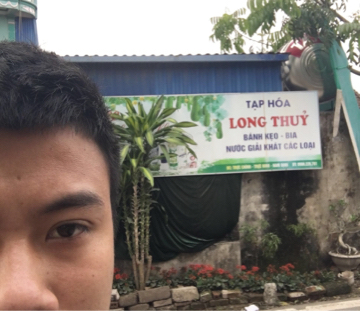 TẠP HÓA
LONG THUỶ
BÁNH KẸO - BIA
NƯỚC GIẢI KHÁT CÁC LOẠI